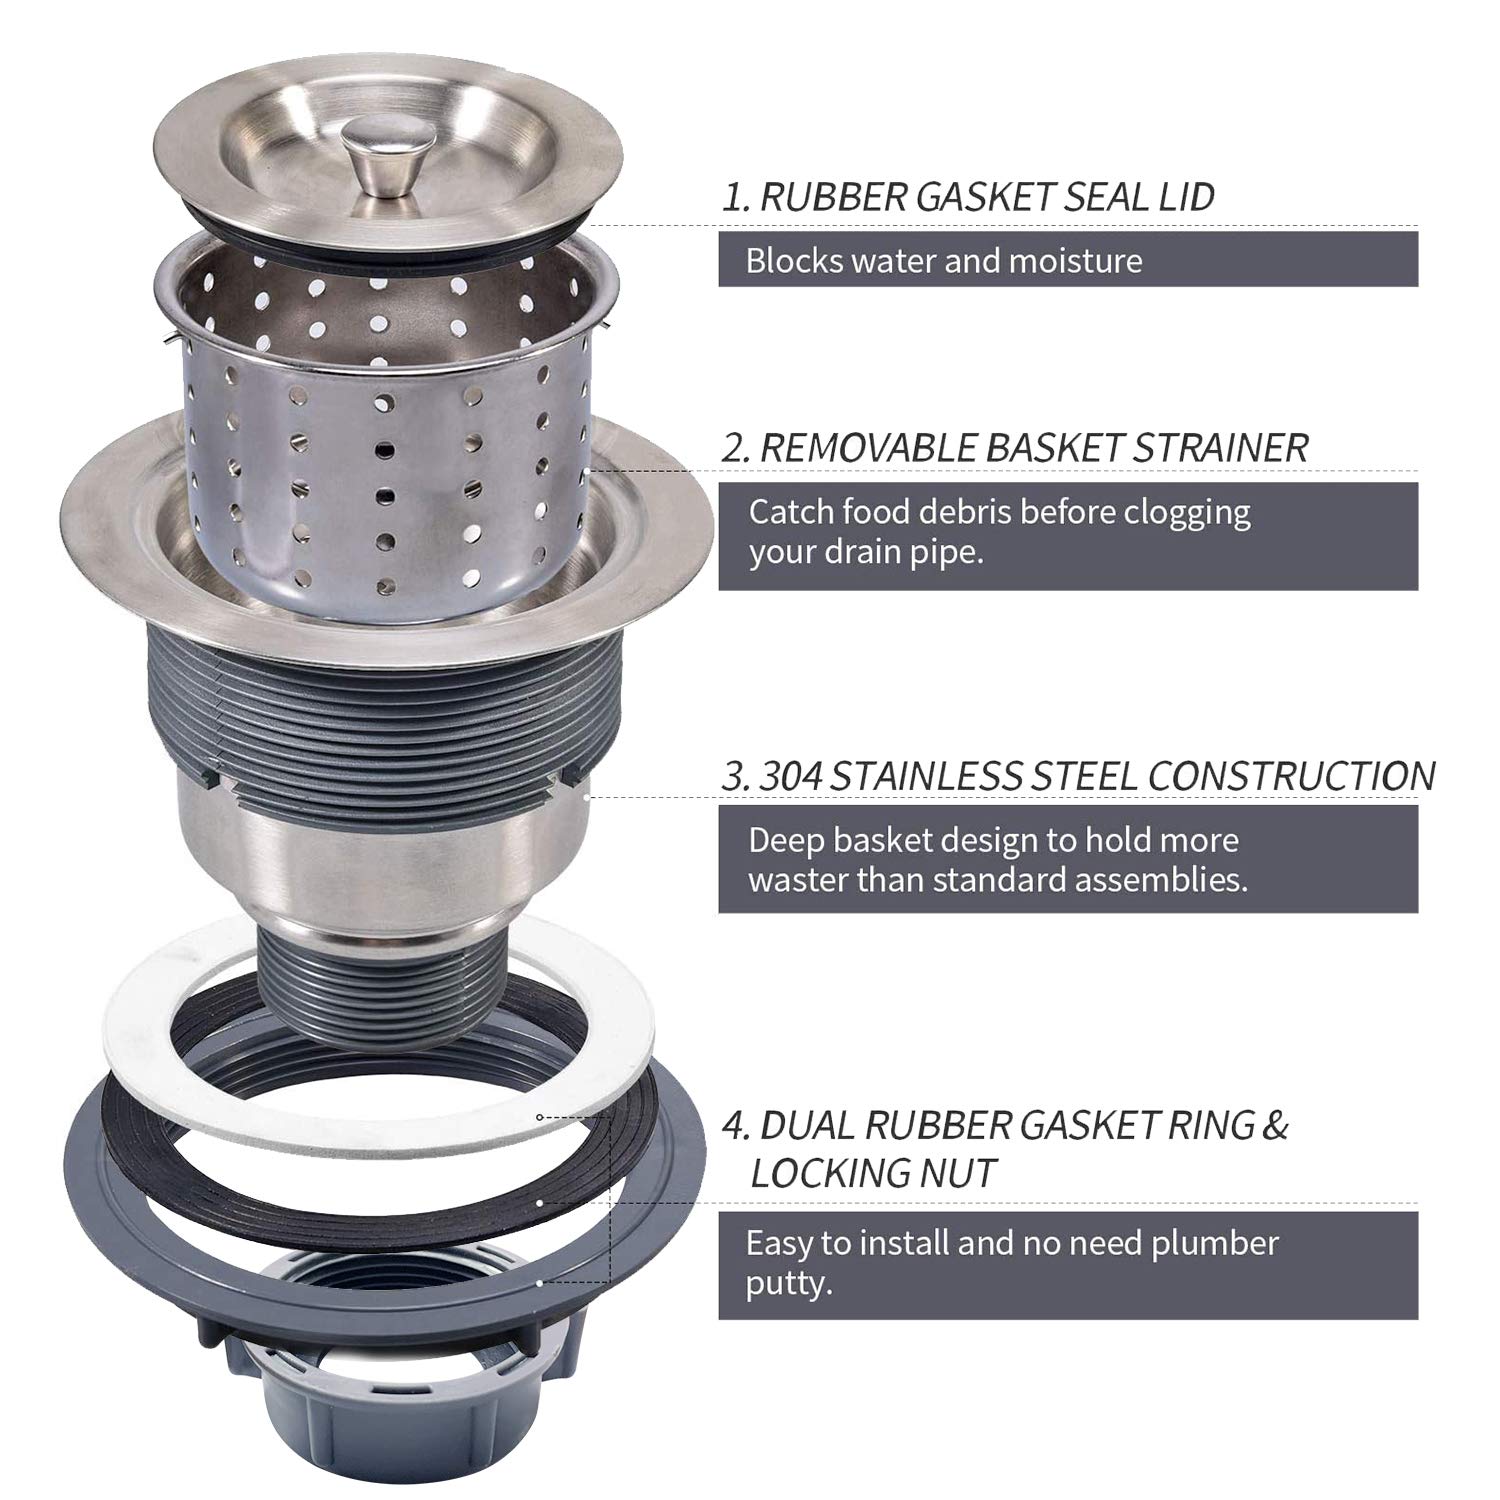 1. RUBBER GASKET SEAL LID
Blocks water and moisture
2. REMOVABLE BASKET STRAINER
Catch food debris before clogging
your drain pipe.
3. 304 STAINLESS STEEL CONSTRUCTION
Deep basket design to hold more
waster than standard assemblies.
4. DUAL RUBBER GASKET RING &
LOCKING NUT
Easy to install and no need plumber
putty.